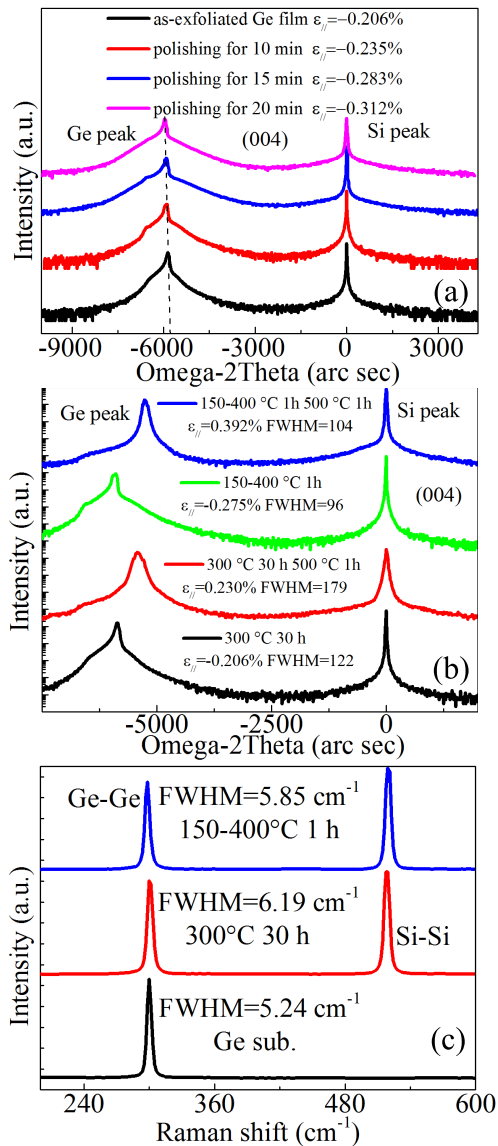 as-exfoliated Ge film ε//=−0.206%
polishing for 10 min ε//=−0.235%
polishing for 15 min ε//=−0.283%
polishing for 20 min ε//=−0.312%
Ge peak (004) Si peak
Intensity (a.u.)
(a)
-9000 -6000 -3000 0 3000
Omega-2Theta (arc sec)
Ge peak 150-400 °C 1h 500 °C 1h Si peak
ε//=0.392% FWHM=104
150-400 °C 1h (004)
ε//=-0.275% FWHM=96
Intensity (a.u.)
300 °C 30 h 500 °C 1h
ε//=0.230% FWHM=179
300 °C 30 h
ε//=-0.206% FWHM=122
(b)
-5000 -2500 0
Omega-2Theta (arc sec)
Ge-Ge FWHM=5.85 cm⁻¹
150-400°C 1 h
Intensity (a.u.)
FWHM=6.19 cm⁻¹
300°C 30 h Si-Si
FWHM=5.24 cm⁻¹
Ge sub. (c)
240 360 480 600
Raman shift (cm⁻¹)